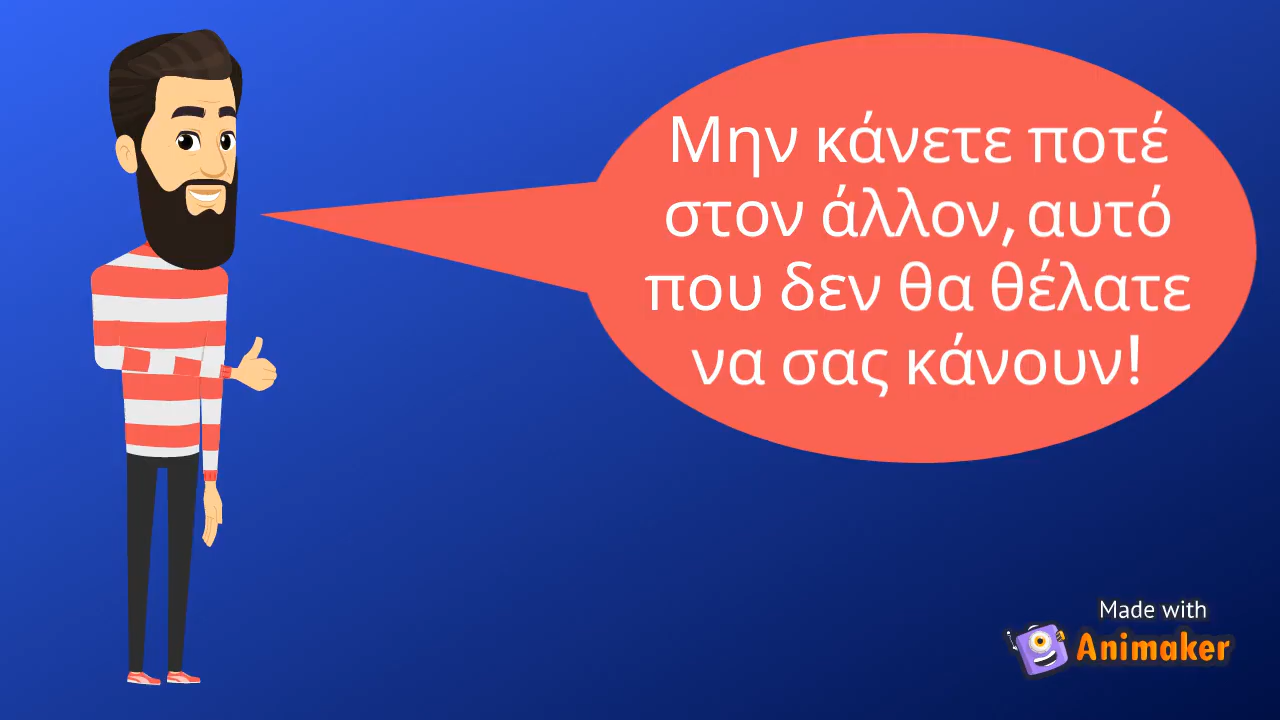 Μην κάνετε ποτέ
στον άλλον, αυτό
που δεν θα θέλατε
να σας κάνουν!
Made with
Animaker